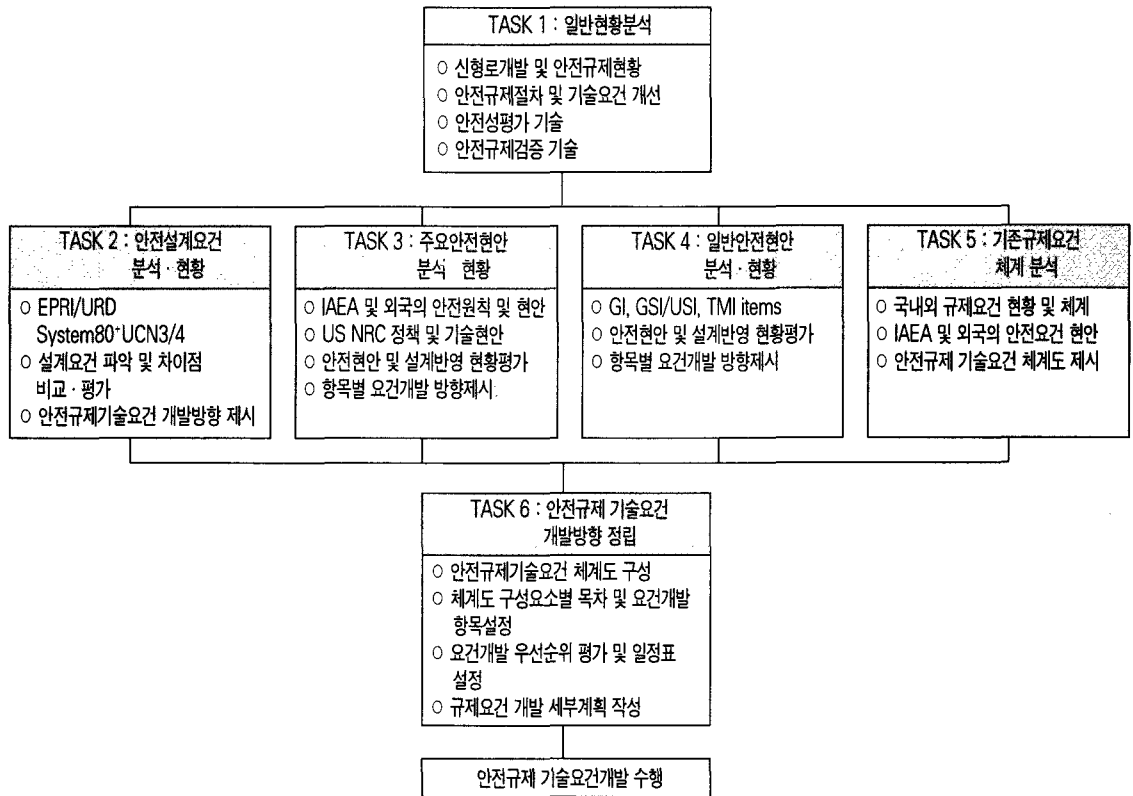 TASK 1 : 일반현황분석
○ 신형로개발 및 안전규제현황
○ 안전규제절차 및 기술요건 개선
○ 안전성평가 기술
○ 안전규제검증 기술
TASK 2 : 안전설계요건
분석 · 현황
○ EPRI/URD
System80⁺UCN3/4
○ 설계요건 파악 및 차이점
비교 · 평가
○ 안전규제기술요건 개발방향 제시
TASK 3 : 주요안전현안
분석 현황
○ IAEA 및 외국의 안전원칙 및 현안
○ US NRC 정책 및 기술현안
○ 안전현안 및 설계반영 현황평가
○ 항목별 요건개발 방향제시
TASK 4 : 일반안전현안
분석 · 현황
○ GI, GSI/USI, TMI items
○ 안전현안 및 설계반영 현황평가
○ 항목별 요건개발 방향제시
TASK 5 : 기존규제요건
체계 분석
○ 국내외 규제요건 현황 및 체계
○ IAEA 및 외국의 안전요건 현안
○ 안전규제 기술요건 체계도 제시
TASK 6 : 안전규제 기술요건
개발방향 정립
○ 안전규제기술요건 체계도 구성
○ 체계도 구성요소별 목차 및 요건개발
항목설정
○ 요건개발 우선순위 평가 및 일정표
설정
○ 규제요건 개발 세부계획 작성
안전규제 기술요건개발 수행